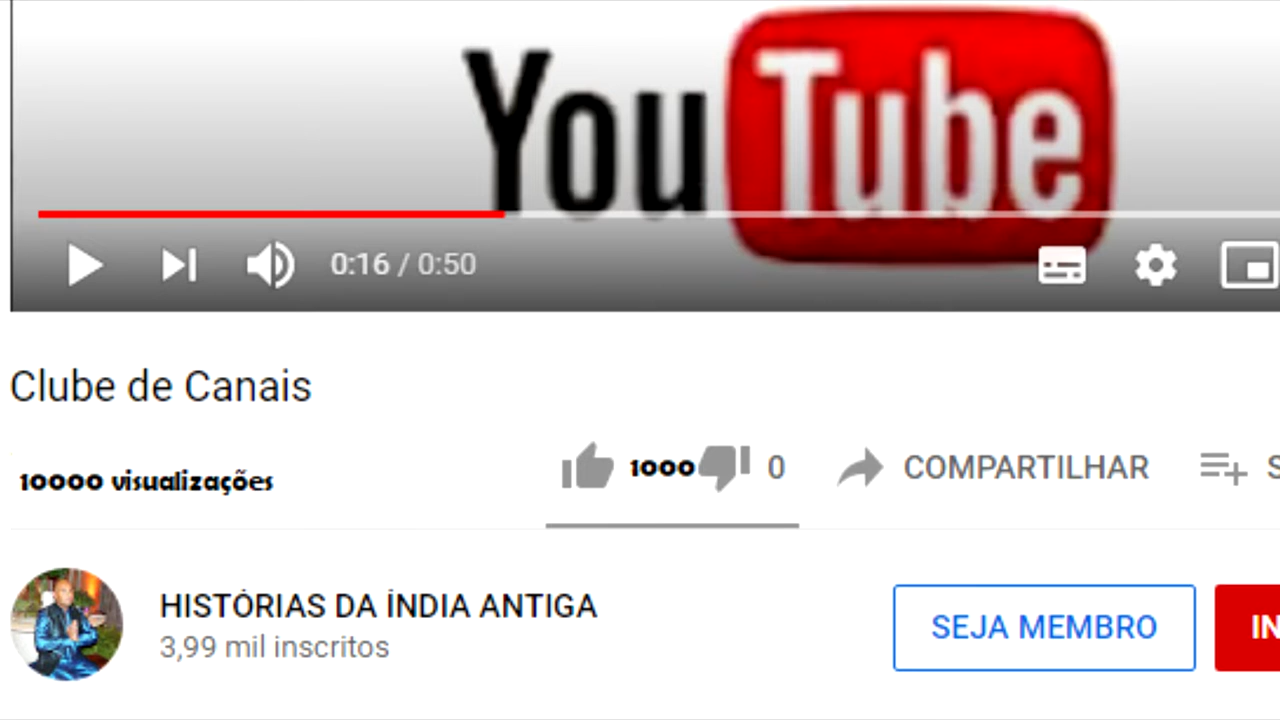 YouTube
0:16 / 0:50
Clube de Canais
10000 visualizações
1000 0 COMPARTILHAR S
HISTÓRIAS DA ÍNDIA ANTIGA
3,99 mil inscritos
SEJA MEMBRO IN